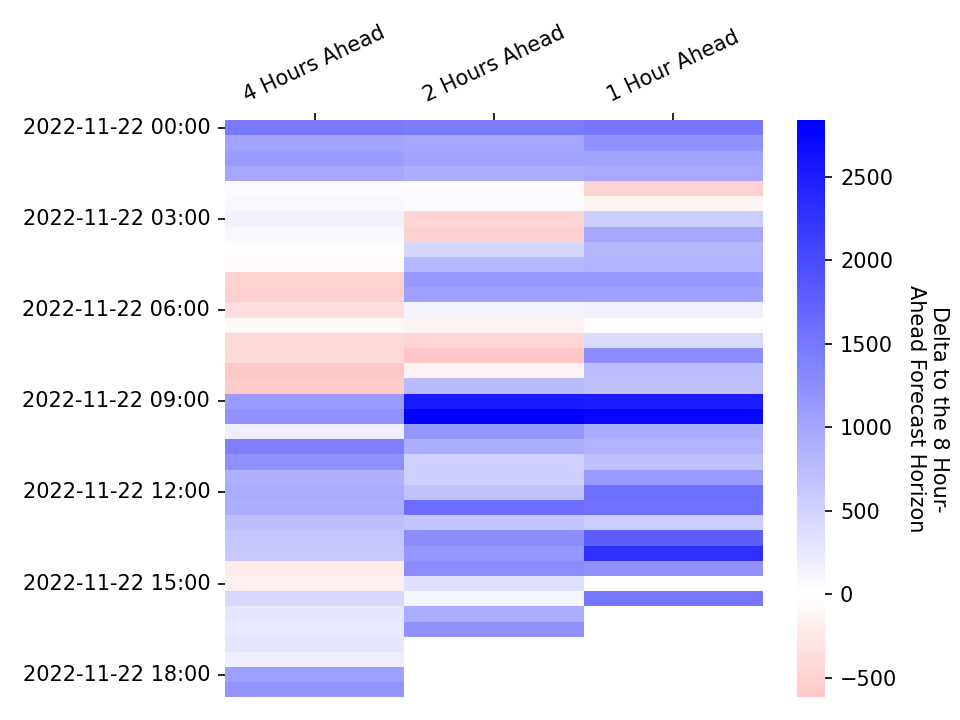 4 Hours Ahead
2 Hours Ahead
1 Hour Ahead
2022-11-22 00:00
2022-11-22 03:00
2022-11-22 06:00
2022-11-22 09:00
2022-11-22 12:00
2022-11-22 15:00
2022-11-22 18:00
2500
2000
1500
1000
500
0
−500
Delta to the 8 Hour-
Ahead Forecast Horizon